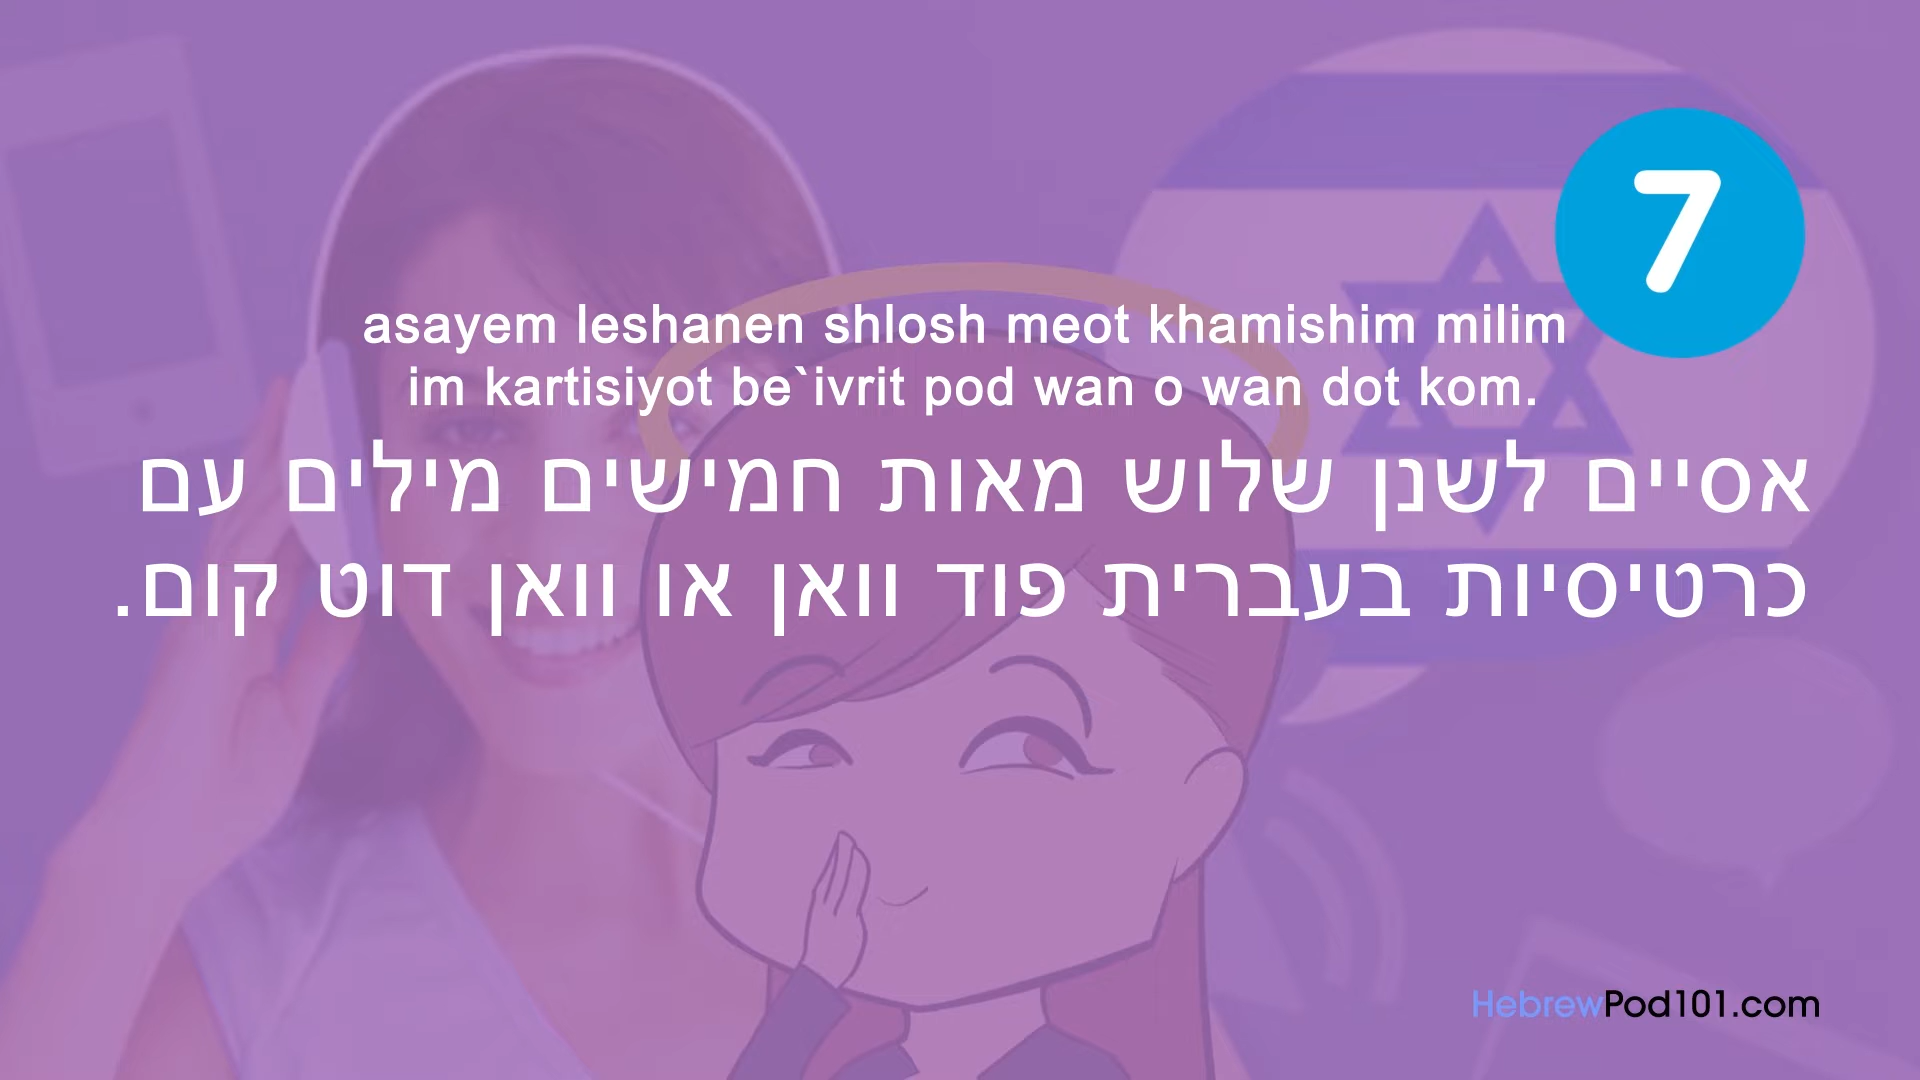 7
asayem leshanen shlosh meot khamishim milim
im kartisiyot be`ivrit pod wan o wan dot kom.
אסיים לשנן שלוש מאות חמישים מילים עם
כרטיסיות בעברית פוד וואן או וואן דוט קום.
HebrewPod101.com